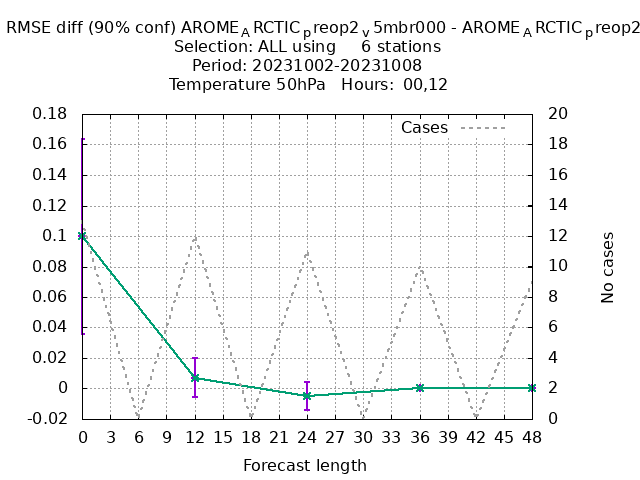 RMSE diff (90% conf) AROME_ARCTIC_preop2_v5mbr000 - AROME_ARCTIC_preop2
Selection: ALL using     6 stations
Period: 20231002-20231008
Temperature 50hPa   Hours:  00,12
0.18
0.16
0.14
0.12
0.1
0.08
0.06
0.04
0.02
0
-0.02
Cases
20
18
16
14
12
10
8
6
4
2
0
No cases
0 3 6 9 12 15 18 21 24 27 30 33 36 39 42 45 48
Forecast length